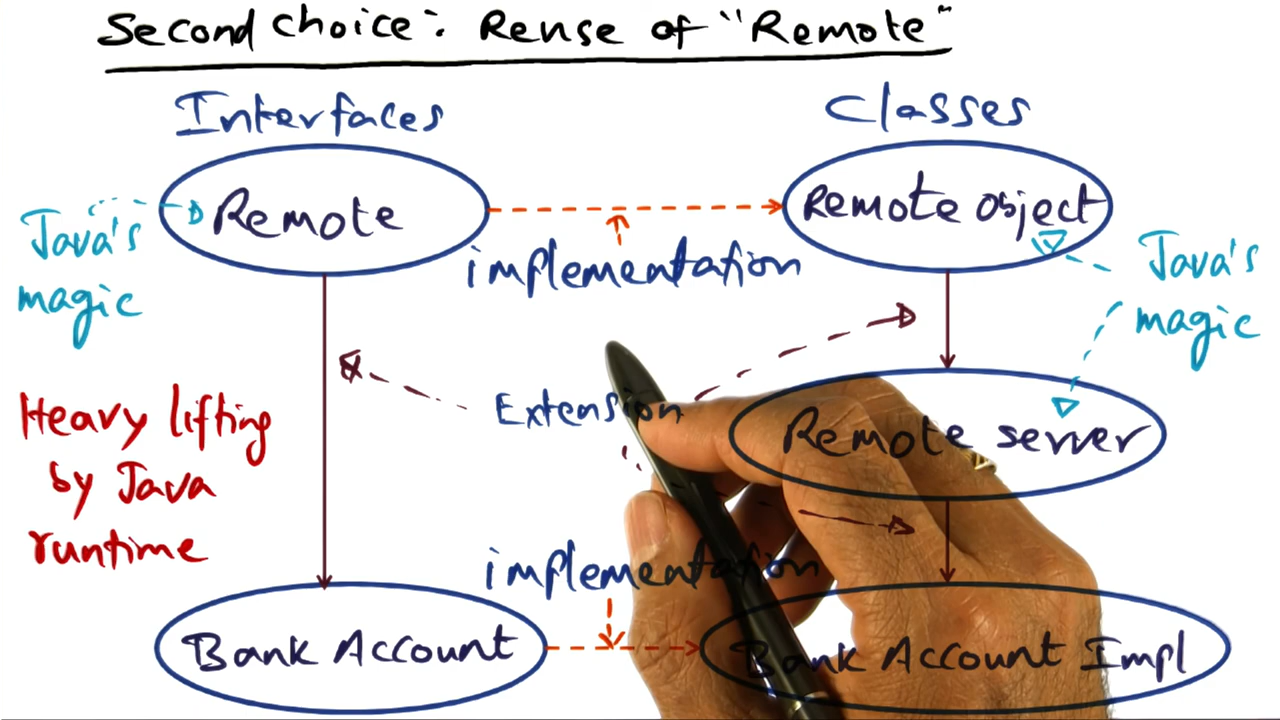 Second choice: Reuse of "Remote"
Interfaces
Classes
Remote
Remote object
Java's
magic
implementation
Java's
magic
Extension
Heavy lifting
by Java
runtime
Remote server
implementation
Bank Account
Bank Account Impl